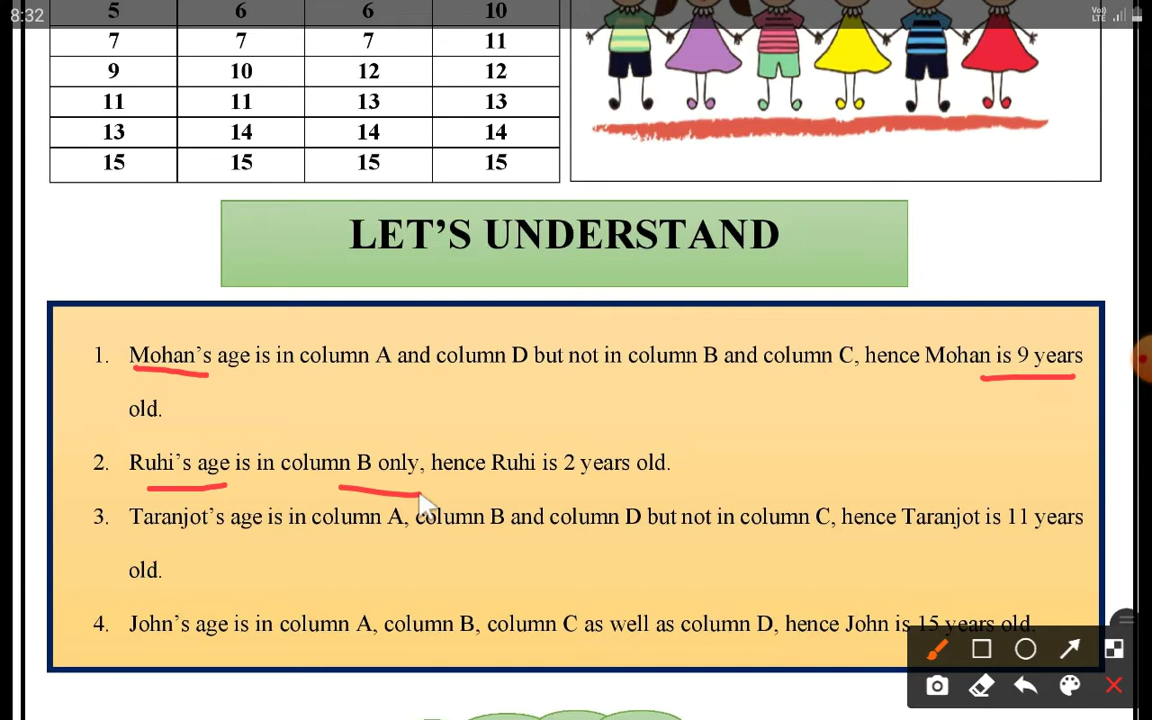 8:32
5 6 6 10
7 7 7 11
9 10 12 12
11 11 13 13
13 14 14 14
15 15 15 15
LET’S UNDERSTAND
1. Mohan’s age is in column A and column D but not in column B and column C, hence Mohan is 9 years
old.
2. Ruhi’s age is in column B only, hence Ruhi is 2 years old.
3. Taranjot’s age is in column A, column B and column D but not in column C, hence Taranjot is 11 years
old.
4. John’s age is in column A, column B, column C as well as column D, hence John is 15 years old.